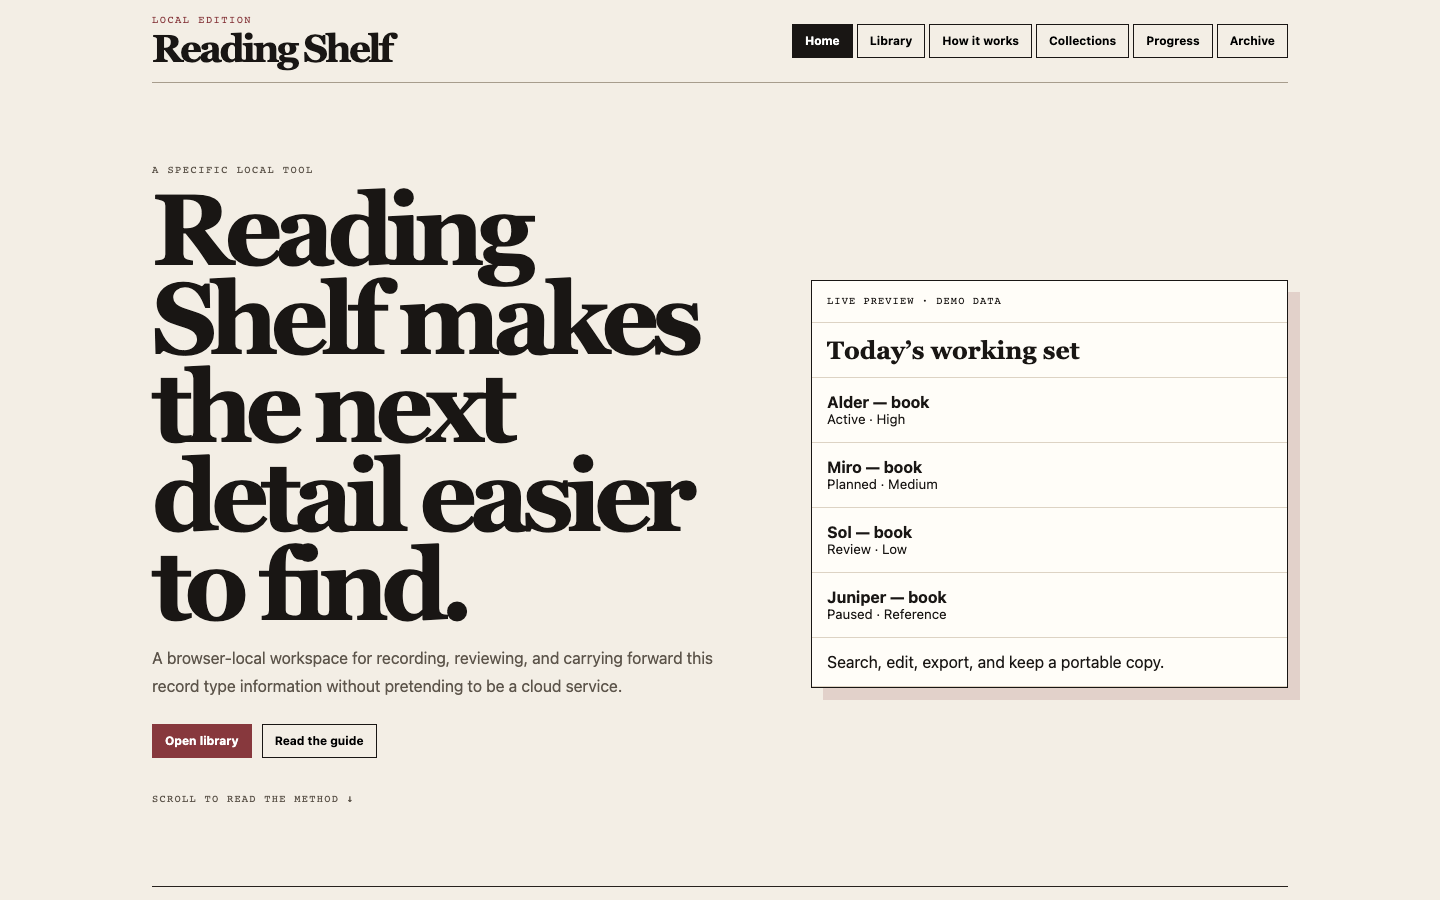 LOCAL EDITION
Reading Shelf
Home
Library
How it works
Collections
Progress
Archive
A SPECIFIC LOCAL TOOL
Reading
Shelf makes
the next
detail easier
to find.
A browser-local workspace for recording, reviewing, and carrying forward this
record type information without pretending to be a cloud service.
Open library
Read the guide
SCROLL TO READ THE METHOD ↓
LIVE PREVIEW · DEMO DATA
Today’s working set
Alder — book
Active · High
Miro — book
Planned · Medium
Sol — book
Review · Low
Juniper — book
Paused · Reference
Search, edit, export, and keep a portable copy.